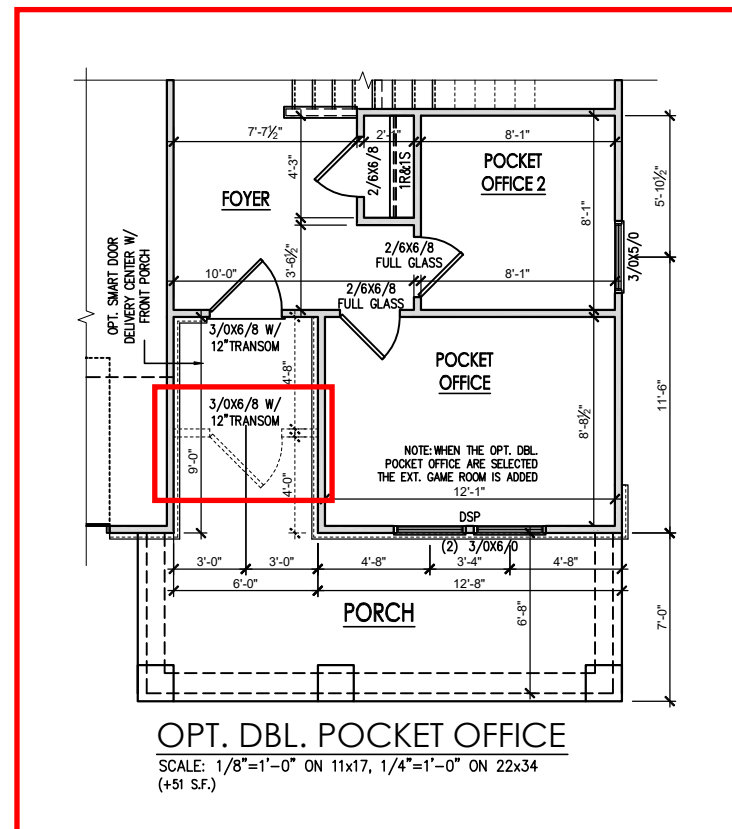 7'-7½"
2'-1"
8'-1"
4'-3"
2/6X6/8
1R&1S
POCKET
OFFICE 2
5'-10½"
FOYER
8'-1"
3/0X5/0
OPT. SMART DOOR
DELIVERY CENTER W/
FRONT PORCH
3'-6½"
2/6X6/8
FULL GLASS
10'-0"
8'-1"
2/6X6/8
FULL GLASS
3/0X6/8 W/
12"TRANSOM
4'-8"
POCKET
OFFICE
11'-6"
3/0X6/8 W/
12"TRANSOM
8'-8½"
9'-0"
4'-0"
NOTE: WHEN THE OPT. DBL.
POCKET OFFICE ARE SELECTED
THE EXT. GAME ROOM IS ADDED
12'-1"
DSP
(2) 3/0X6/0
3'-0"
3'-0"
4'-8"
3'-4"
4'-8"
6'-0"
12'-8"
PORCH
6'-8"
7'-0"
OPT. DBL. POCKET OFFICE
SCALE: 1/8"=1'-0" ON 11x17, 1/4"=1'-0" ON 22x34
(+51 S.F.)